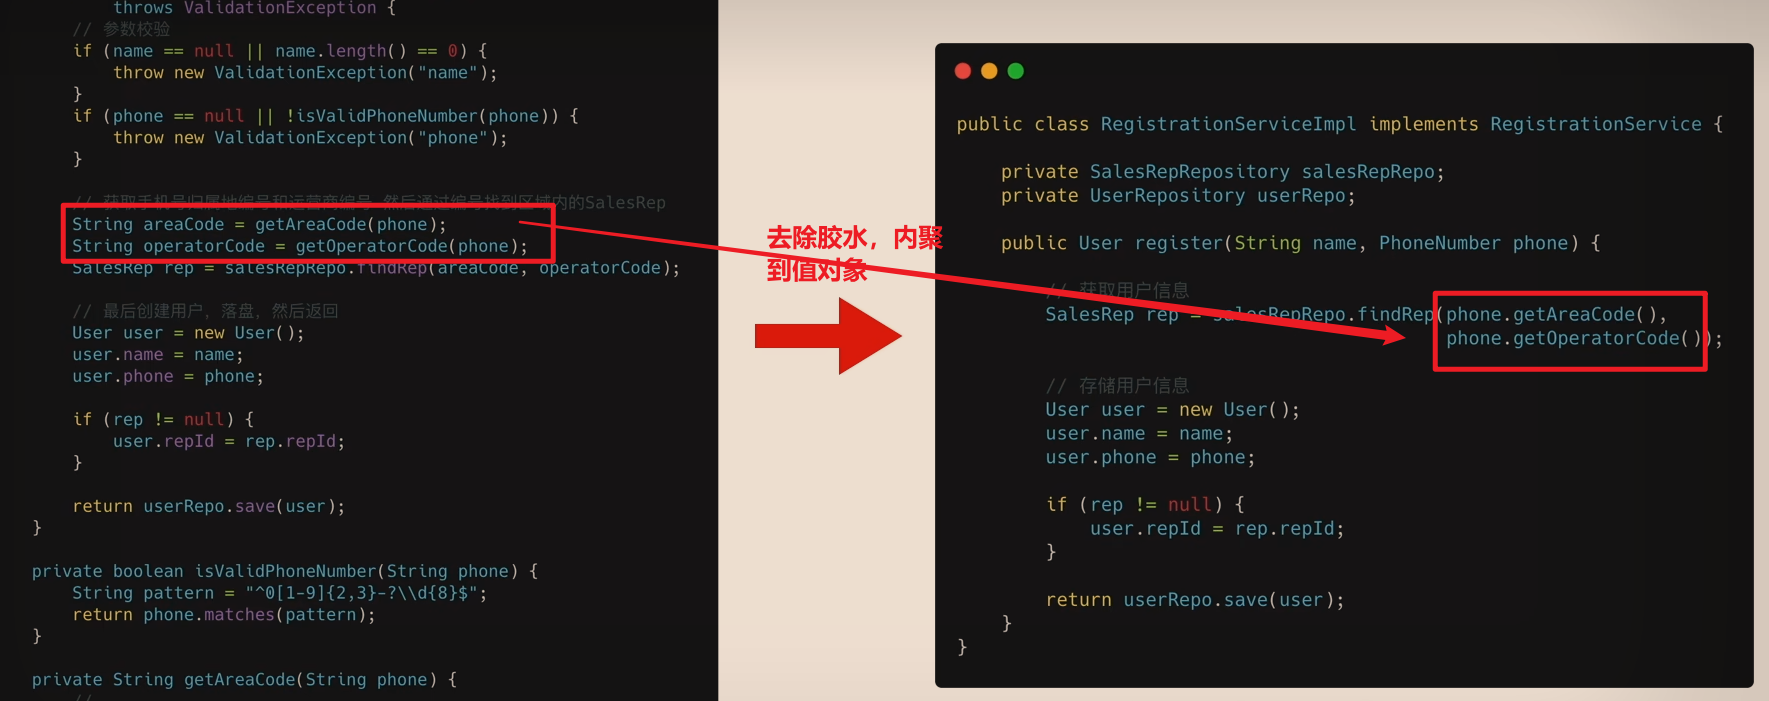 throws ValidationException {
// 参数校验
if (name == null || name.length() == 0) {
throw new ValidationException("name");
}
if (phone == null || !isValidPhoneNumber(phone)) {
throw new ValidationException("phone");
}
// 获取手机号归属地编号和运营商编号 然后通过编号找到区域内的SalesRep
String areaCode = getAreaCode(phone);
String operatorCode = getOperatorCode(phone);
SalesRep rep = salesRepRepo.findRep(areaCode, operatorCode);
// 最后创建用户，落盘，然后返回
User user = new User();
user.name = name;
user.phone = phone;
if (rep != null) {
user.repId = rep.repId;
}
return userRepo.save(user);
}
private boolean isValidPhoneNumber(String phone) {
String pattern = "^0[1-9]{2,3}-?\\d{8}$";
return phone.matches(pattern);
}
private String getAreaCode(String phone) {
//
去除胶水，内聚
到值对象
public class RegistrationServiceImpl implements RegistrationService {
private SalesRepRepository salesRepRepo;
private UserRepository userRepo;
public User register(String name, PhoneNumber phone) {
// 获取用户信息
SalesRep rep = salesRepRepo.findRep(phone.getAreaCode(),
phone.getOperatorCode());
// 存储用户信息
User user = new User();
user.name = name;
user.phone = phone;
if (rep != null) {
user.repId = rep.repId;
}
return userRepo.save(user);
}
}